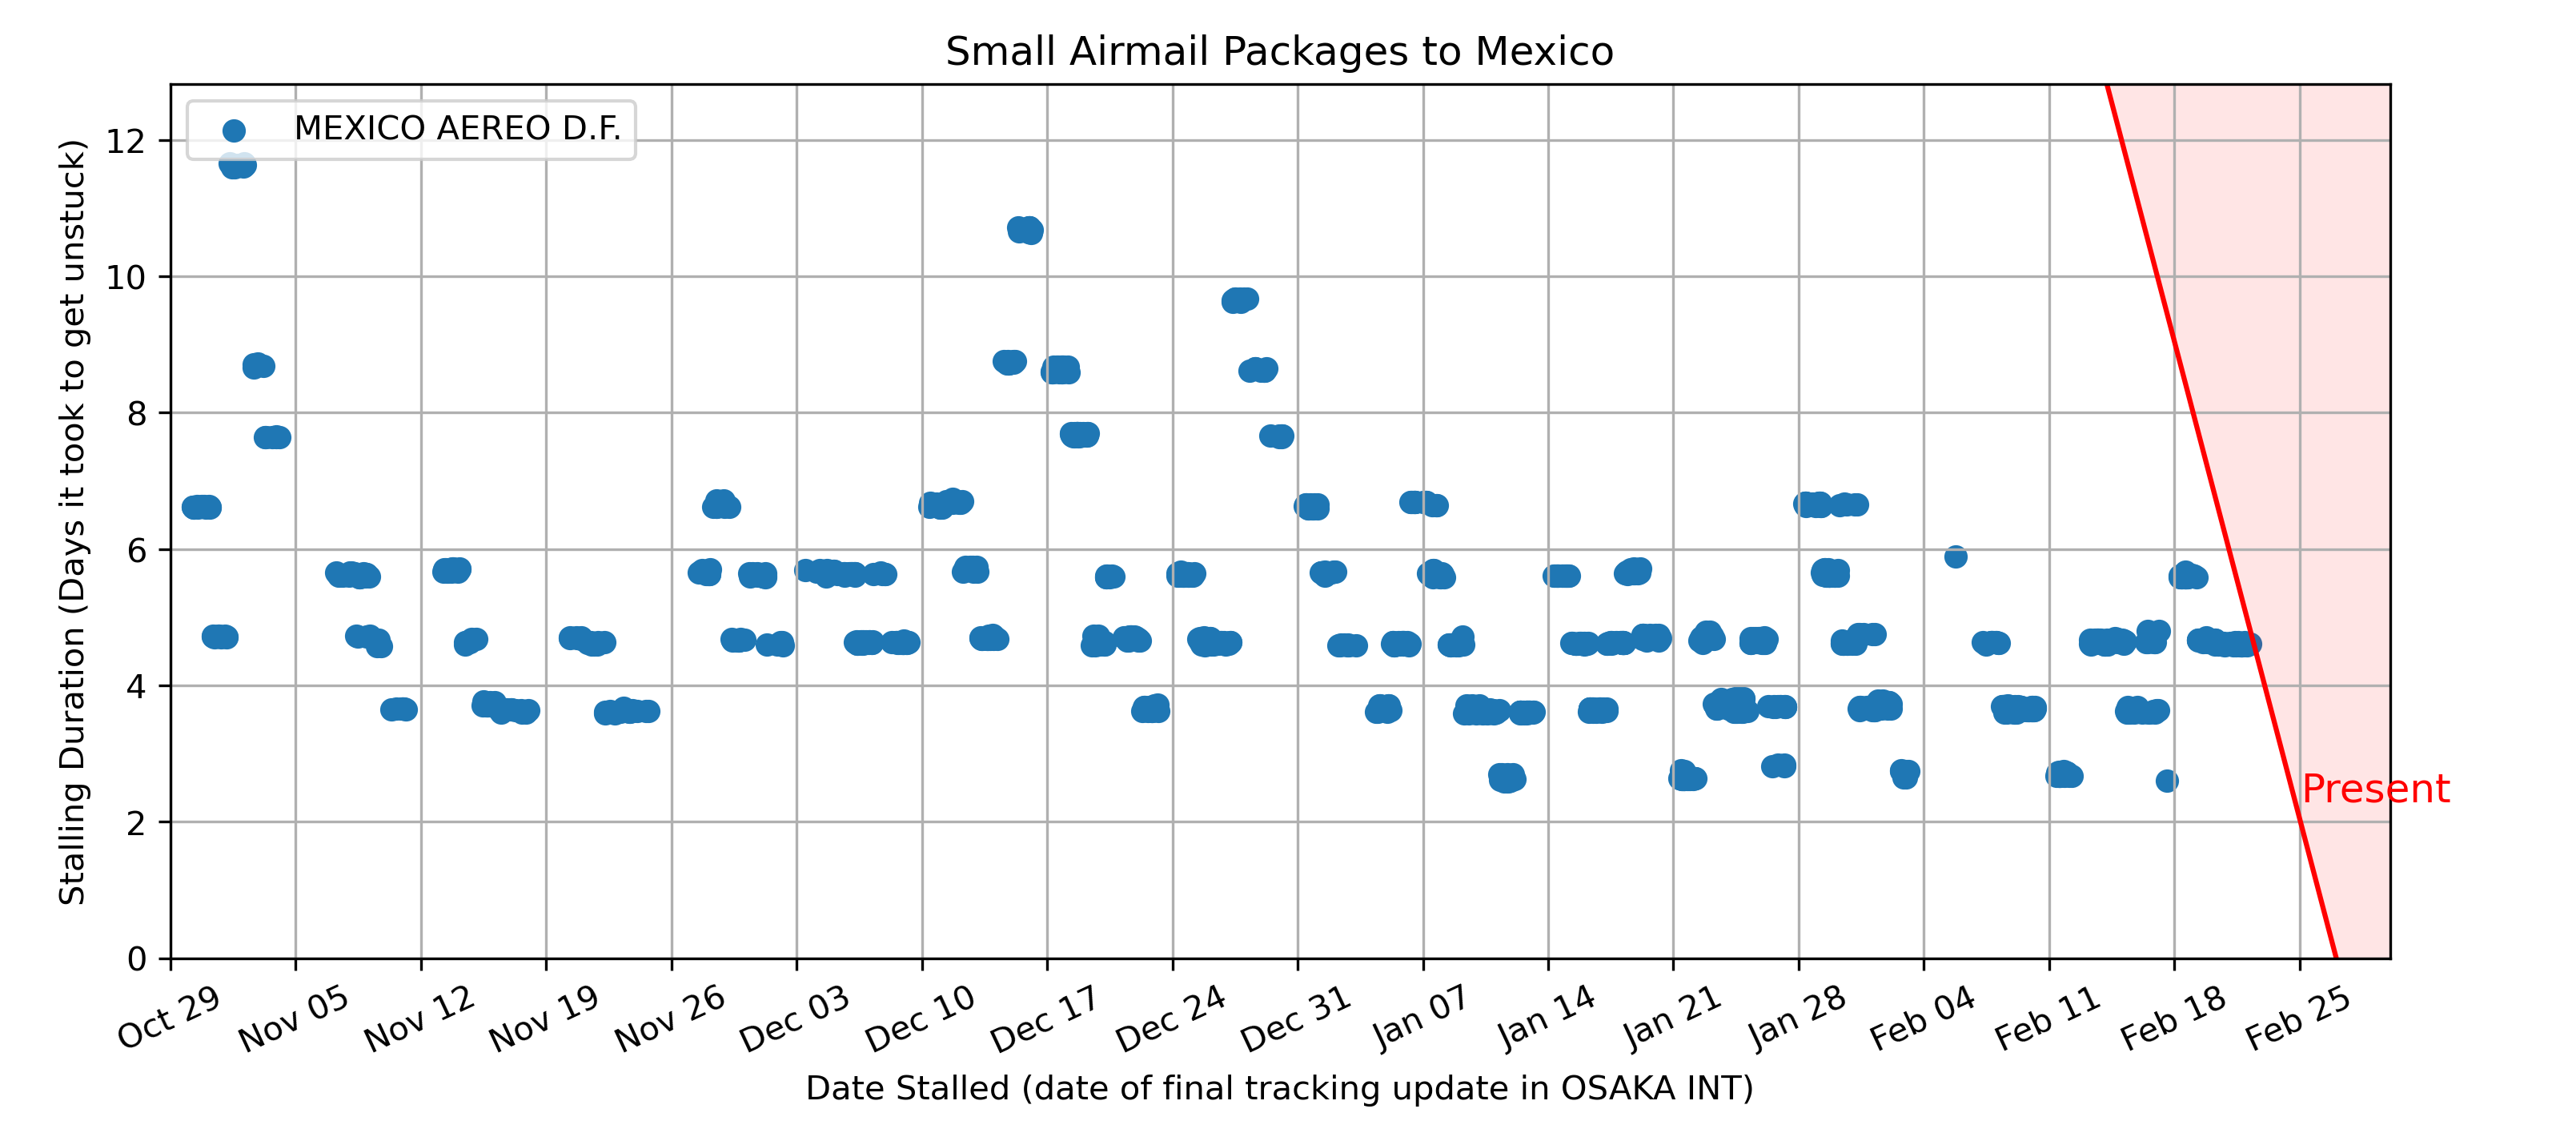 Small Airmail Packages to Mexico
MEXICO AEREO D.F.
Stalling Duration (Days it took to get unstuck)
12
10
8
6
4
2
0
Present
Oct 29
Nov 05
Nov 12
Nov 19
Nov 26
Dec 03
Dec 10
Dec 17
Dec 24
Dec 31
Jan 07
Jan 14
Jan 21
Jan 28
Feb 04
Feb 11
Feb 18
Feb 25
Date Stalled (date of final tracking update in OSAKA INT)